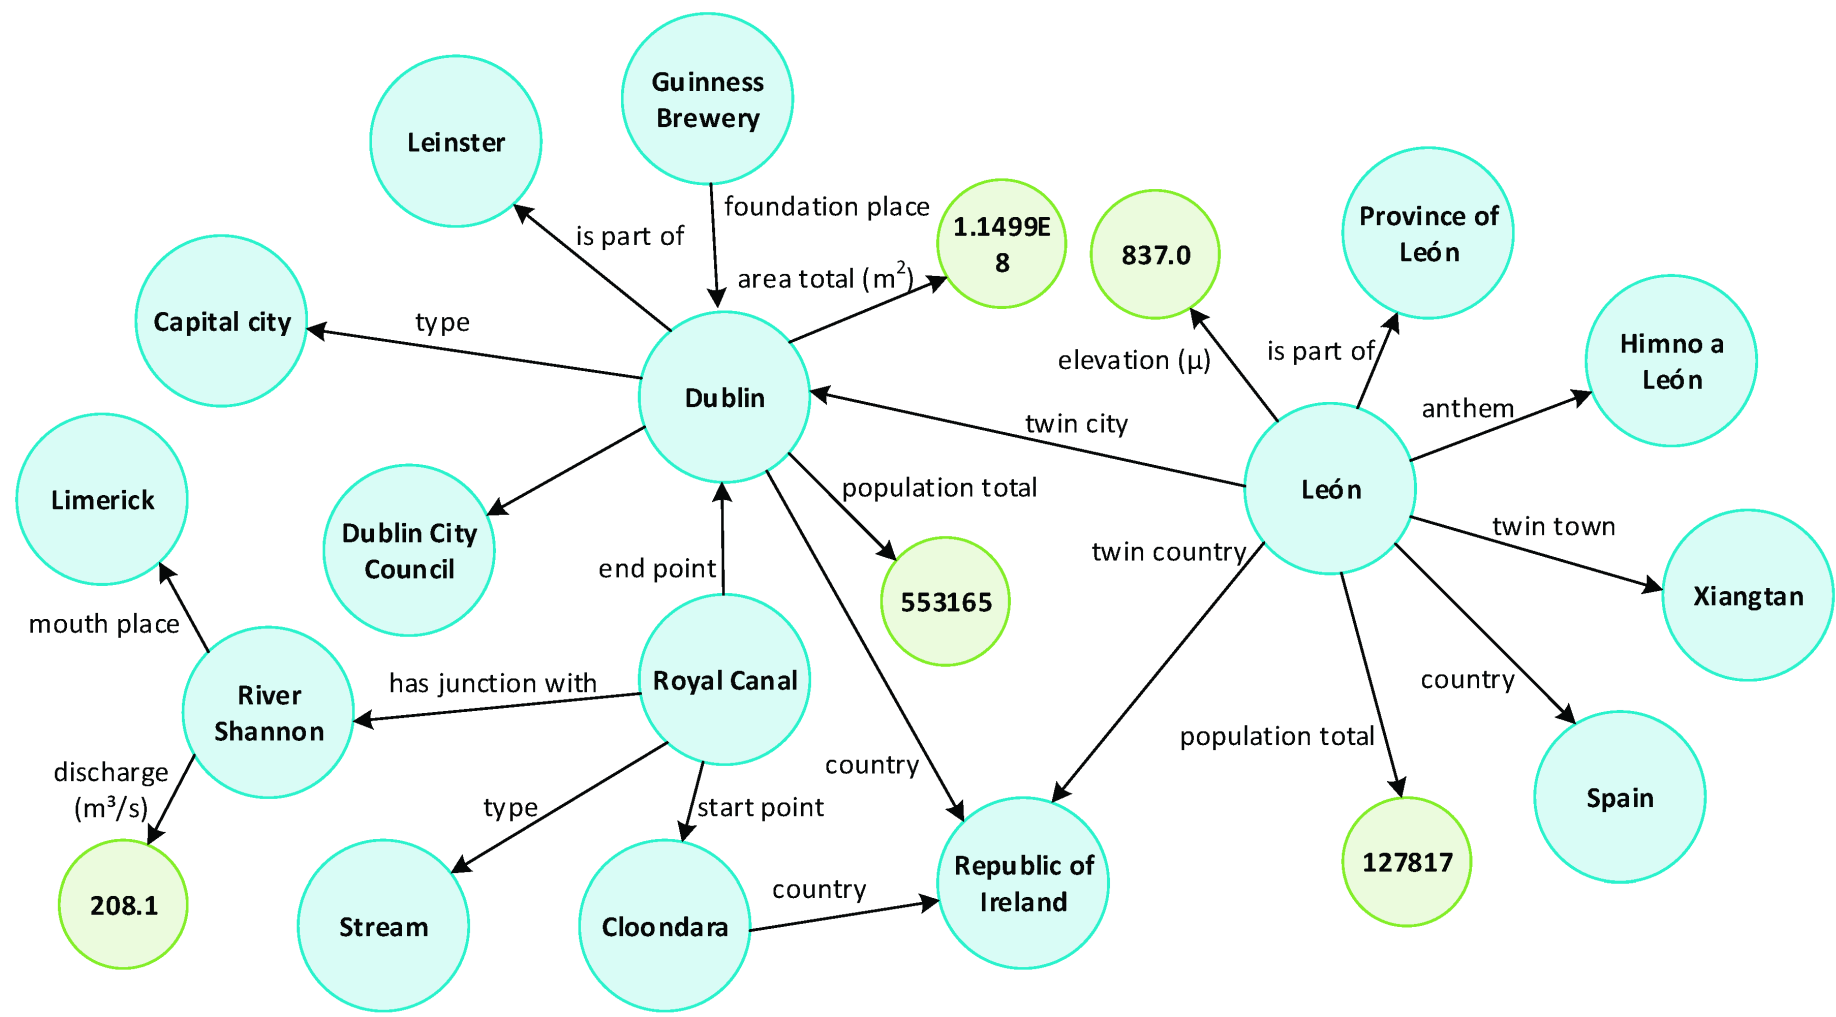 Guinness
Brewery
Leinster
foundation place
Province of
León
1.1499E
8
837.0
is part of
area total (m²)
Capital city
type
elevation (µ)
is part of
Himno a
León
Dublin
anthem
twin city
León
Limerick
population total
twin town
Dublin City
Council
twin country
end point
553165
Xiangtan
mouth place
River
Shannon
has junction with
Royal Canal
country
population total
discharge
(m³/s)
country
type
start point
Spain
Republic of
Ireland
127817
208.1
Stream
Cloondara
country